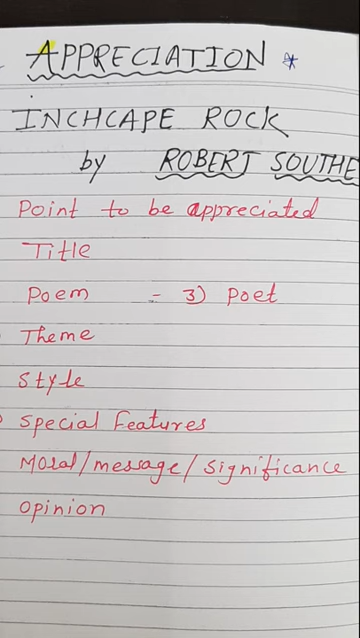 APPRECIATION *
INCHCAPE ROCK
by ROBERT SOUTHE
Point to be appreciated
Title
Poem = 3) Poet
Theme
Style
Special Features
Moral/message/significance
opinion